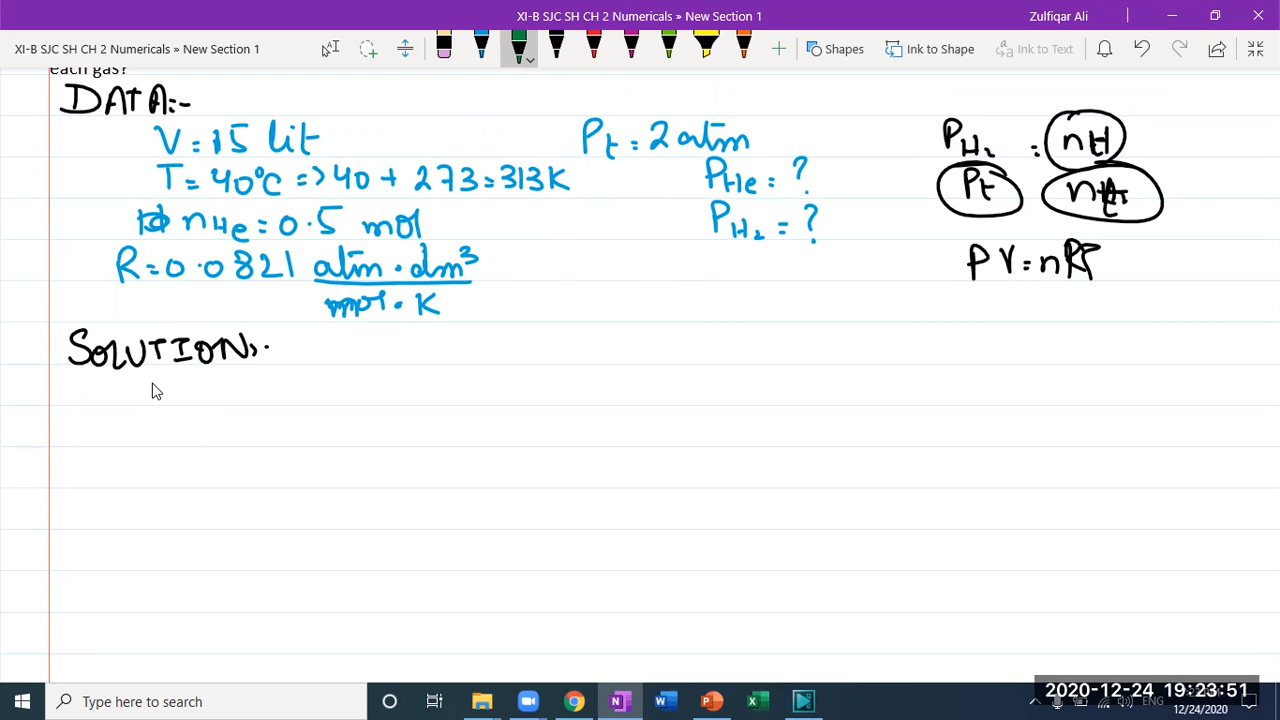 XI-B SJC SH CH 2 Numericals » New Section 1
Zulfiqar Ali
XI-B SJC SH CH 2 Numericals » New Section 1
Shapes
Ink to Shape
Ink to Text
each gas?
DATA:-
V = 15 lit
T = 40°C => 40 + 273 = 313K
nHe = 0.5 mol
R = 0.0821 atm . dm³
mol . K
Pt = 2 atm
PHe = ?
PH₂ = ?
PH₂ = nH
Pt nt
PV = nRT
SOLUTION:-
Type here to search
2020-12-24 19:23:51
12/24/2020